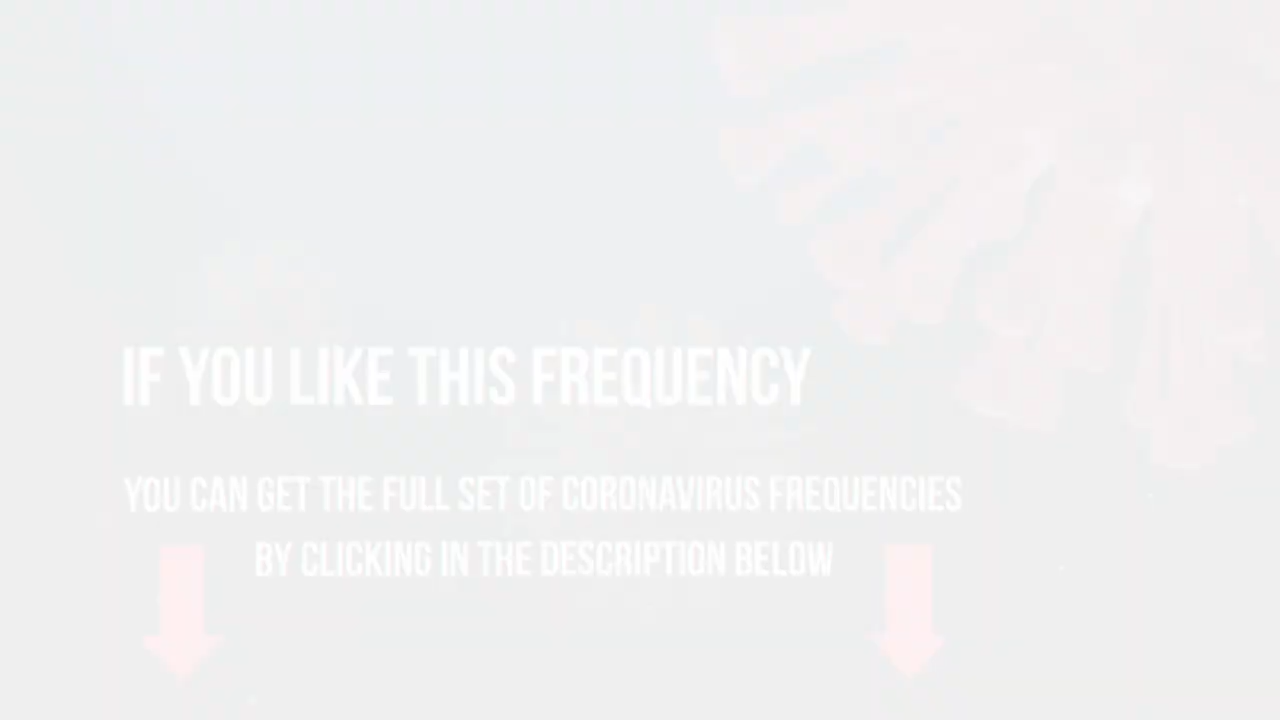 IF YOU LIKE THIS FREQUENCY
YOU CAN GET THE FULL SET OF CORONAVIRUS FREQUENCIES
BY CLICKING IN THE DESCRIPTION BELOW